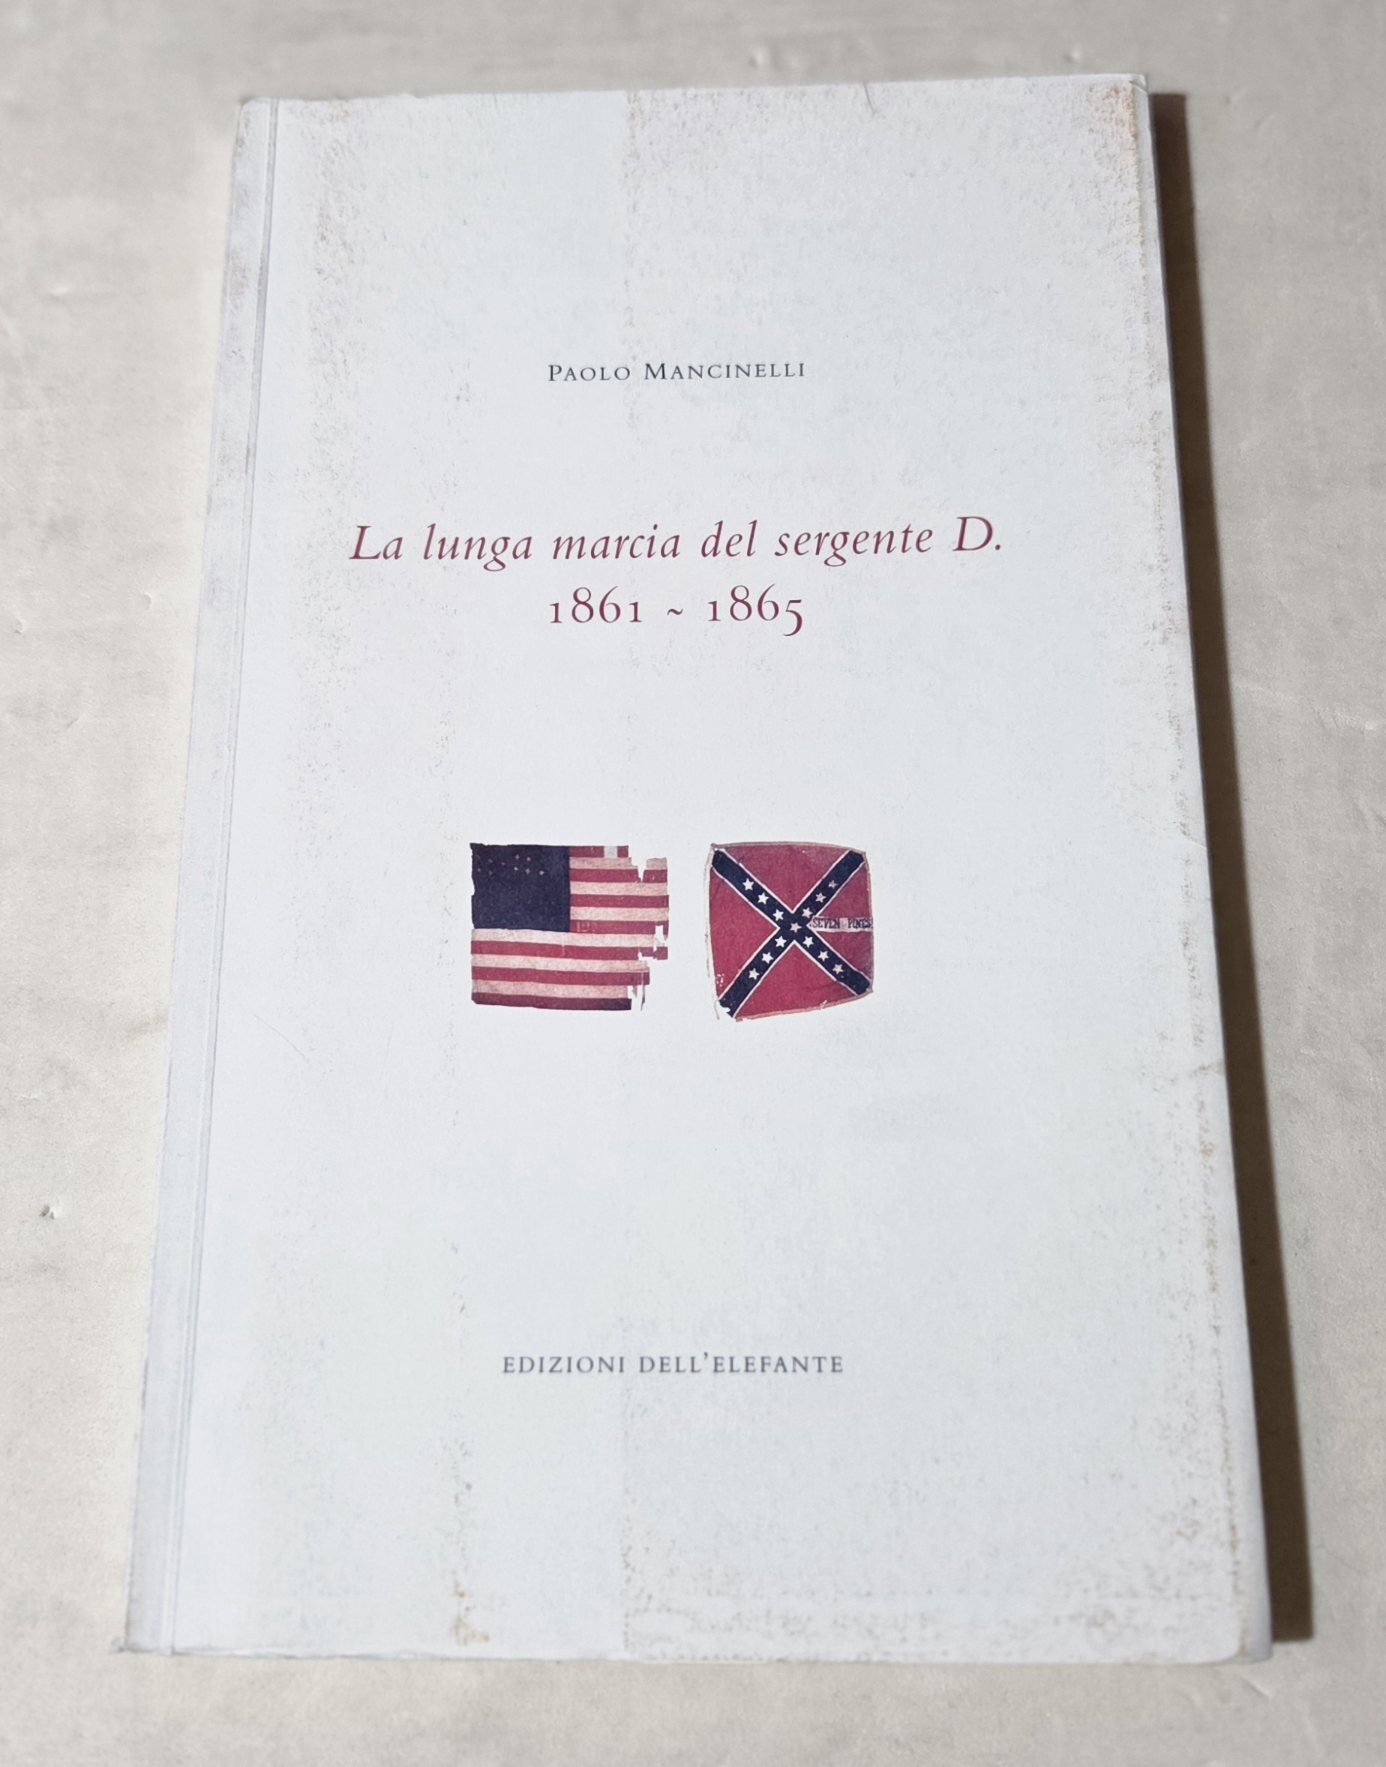 PAOLO MANCINELLI
La lunga marcia del sergente D.
1861 ~ 1865
SEVEN PINES
EDIZIONI DELL'ELEFANTE